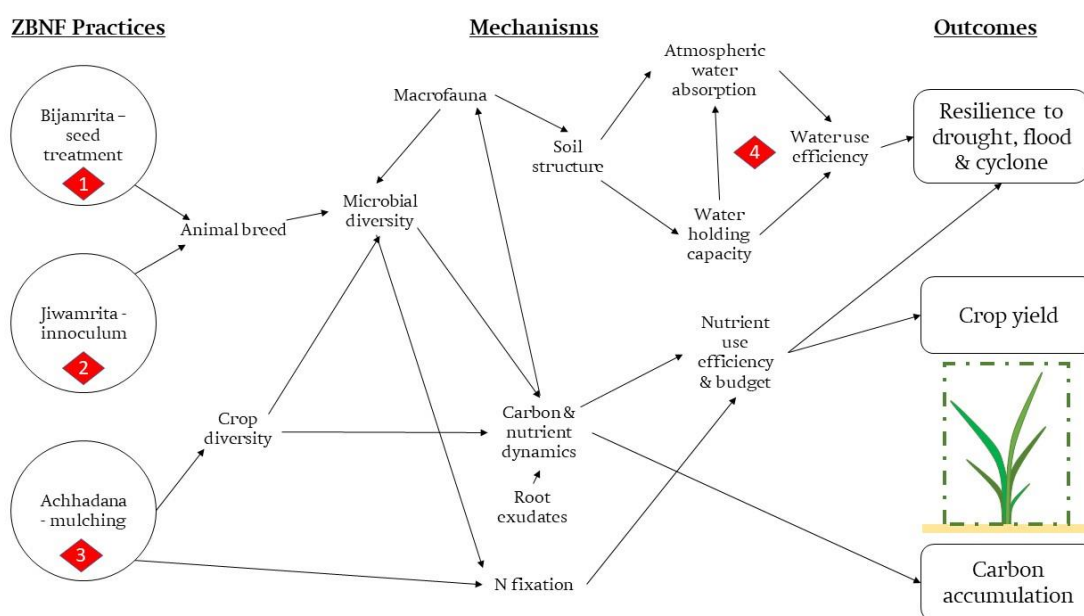 ZBNF Practices
Mechanisms
Outcomes
Bijamrita –
seed
treatment
1
Jiwamrita -
innoculum
2
Achhadana
- mulching
3
Animal breed
Crop
diversity
Macrofauna
Microbial
diversity
Soil
structure
Atmospheric
water
absorption
4
Water use
efficiency
Water
holding
capacity
Nutrient
use
efficiency
& budget
Carbon &
nutrient
dynamics
Root
exudates
N fixation
Resilience to
drought, flood
& cyclone
Crop yield
Carbon
accumulation